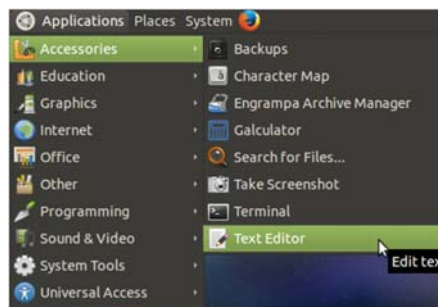 Applications Places System
Accessories
Education
Graphics
Internet
Office
Other
Programming
Sound & Video
System Tools
Universal Access
Backups
Character Map
Engrampa Archive Manager
Galculator
Search for Files...
Take Screenshot
Terminal
Text Editor
Edit tex